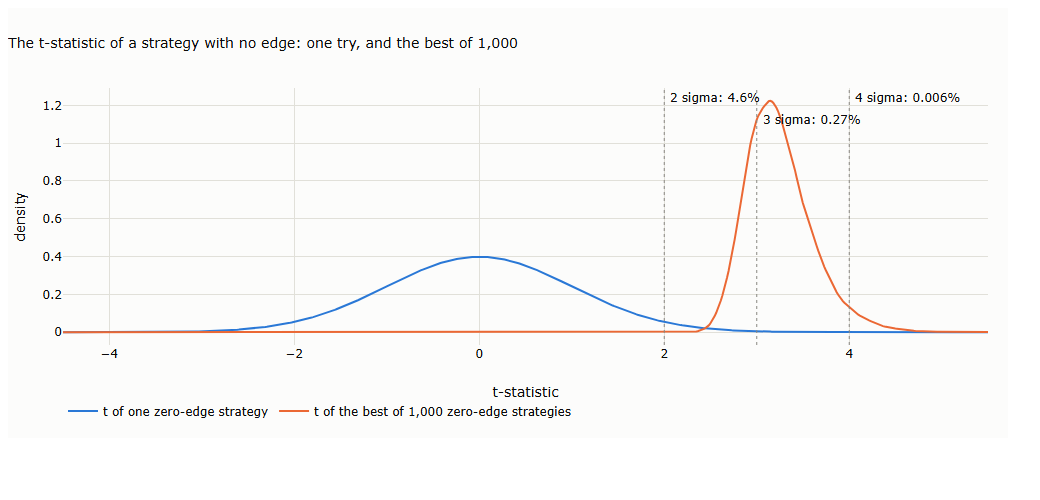 The t-statistic of a strategy with no edge: one try, and the best of 1,000
2 sigma: 4.6%
4 sigma: 0.006%
3 sigma: 0.27%
1.2
1
0.8
0.6
0.4
0.2
0
density
−4
−2
0
2
4
t-statistic
t of one zero-edge strategy
t of the best of 1,000 zero-edge strategies